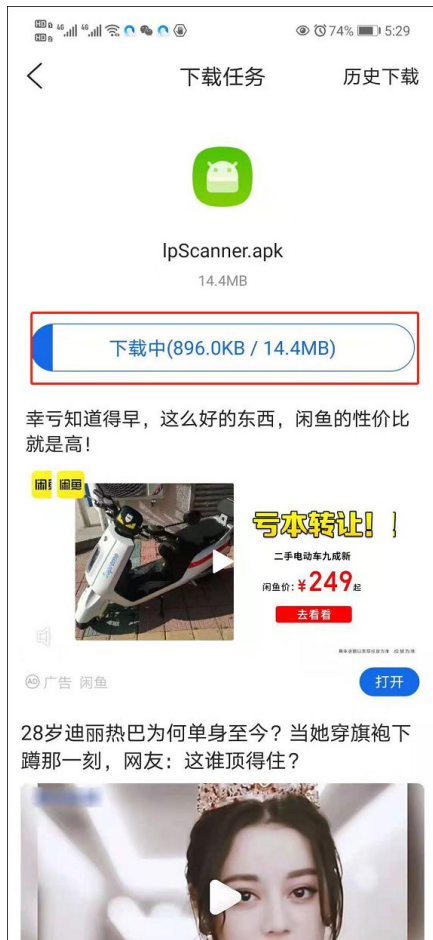 HD 46 46 74% 5:29
下载任务
历史下载
lpScanner.apk
14.4MB
下载中(896.0KB / 14.4MB)
幸亏知道得早，这么好的东西，闲鱼的性价比
就是高！
闲鱼 闲鱼
亏本转让！！
二手电动车九成新
闲鱼价：¥249起
去看看
AD 广告 闲鱼
打开
28岁迪丽热巴为何单身至今？当她穿旗袍下
蹲那一刻，网友：这谁顶得住？